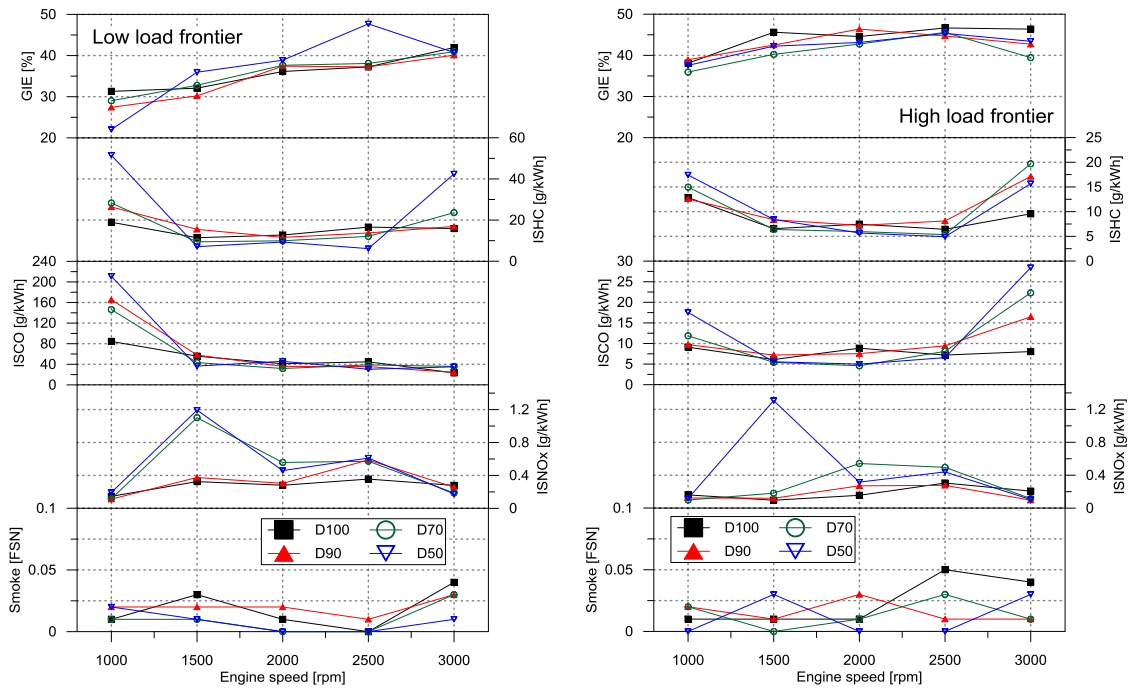 Low load frontier
GIE [%]
50
40
30
20
ISHC [g/kWh]
60
40
20
0
ISCO [g/kWh]
240
200
160
120
80
40
0
ISNOx [g/kWh]
1.2
0.8
0.4
0
Smoke [FSN]
0.1
0.05
0
D100 D70
D90 D50
1000 1500 2000 2500 3000
Engine speed [rpm]
High load frontier
GIE [%]
50
40
30
20
ISHC [g/kWh]
25
20
15
10
5
0
ISCO [g/kWh]
30
25
20
15
10
5
0
ISNOx [g/kWh]
1.2
0.8
0.4
0
Smoke [FSN]
0.1
0.05
0
D100 D70
D90 D50
1000 1500 2000 2500 3000
Engine speed [rpm]